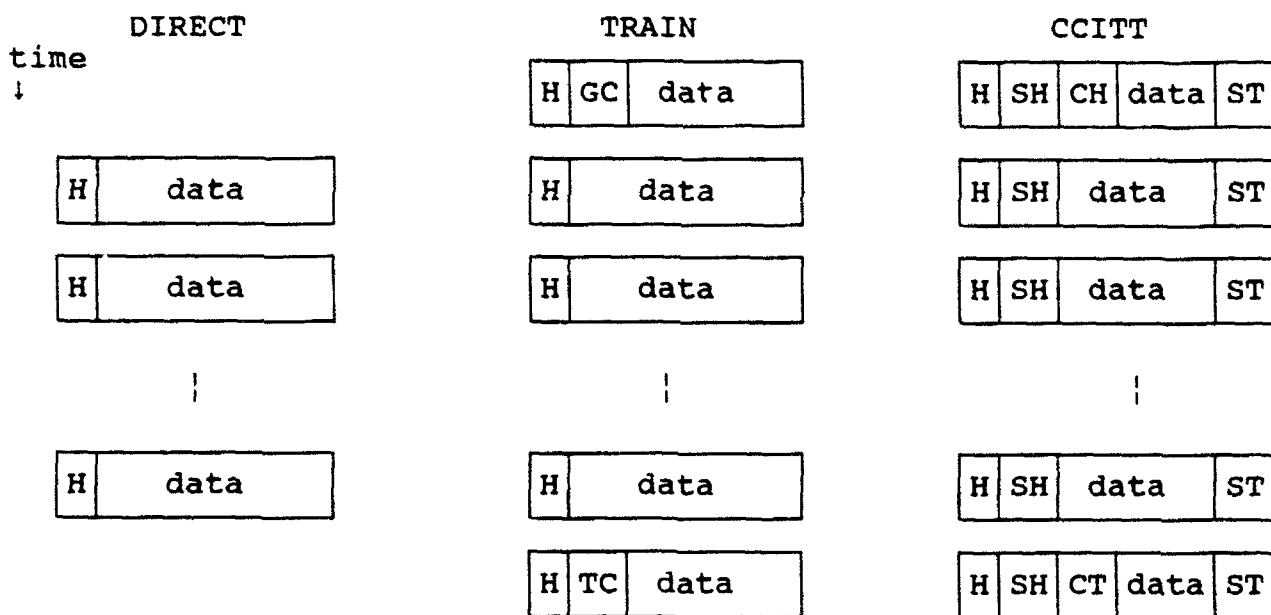 DIRECT TRAIN CCITT
time
↓
H GC data H SH CH data ST
H data H data H SH data ST
H data H data H SH data ST
H data H data H SH data ST
H TC data H SH CT data ST